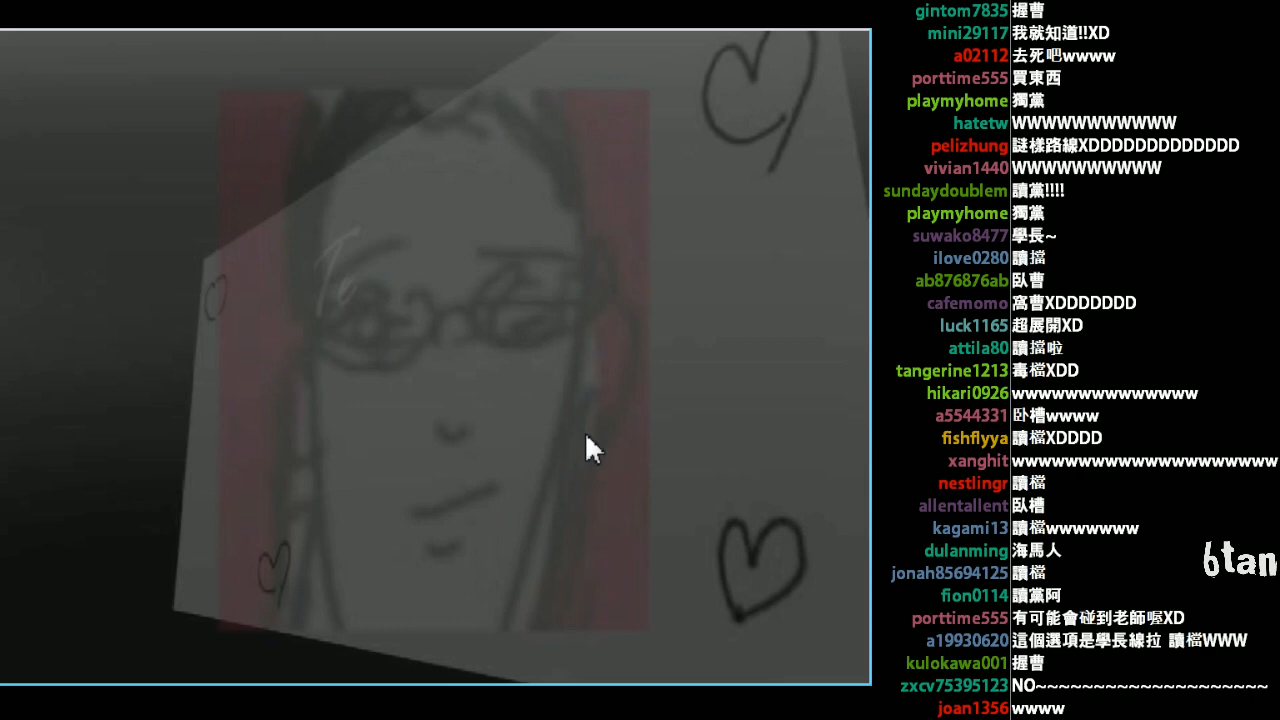 gintom7835 握曹
mini29117 我就知道!!XD
a02112 去死吧wwww
porttime555 買東西
playmyhome 獨黨
hatetw WWWWWWWWWWWW
pelizhung 謎樣路線XDDDDDDDDDDDDD
vivian1440 WWWWWWWWWW
sundaydoublem 讀黨!!!!
playmyhome 獨黨
suwako8477 學長~
ilove0280 讀擋
ab876876ab 臥曹
cafemomo 窩曹XDDDDDDD
luck1165 超展開XD
attila80 讀擋啦
tangerine1213 毒檔XDD
hikari0926 wwwwwwwwwwwwww
a5544331 卧槽wwww
fishflyya 讀檔XDDDD
xanghit wwwwwwwwwwwwwwwwwwww
nestlingr 讀檔
allentallent 臥槽
kagami13 讀檔wwwwwww
dulanming 海馬人
jonah85694125 讀檔
fion0114 讀黨阿
porttime555 有可能會碰到老師喔XD
a19930620 這個選項是學長線拉 讀檔WWW
kulokawa001 握曹
zxcv75395123 NO~~~~~~~~~~~~~~~~~~~~
joan1356 wwww
6tan